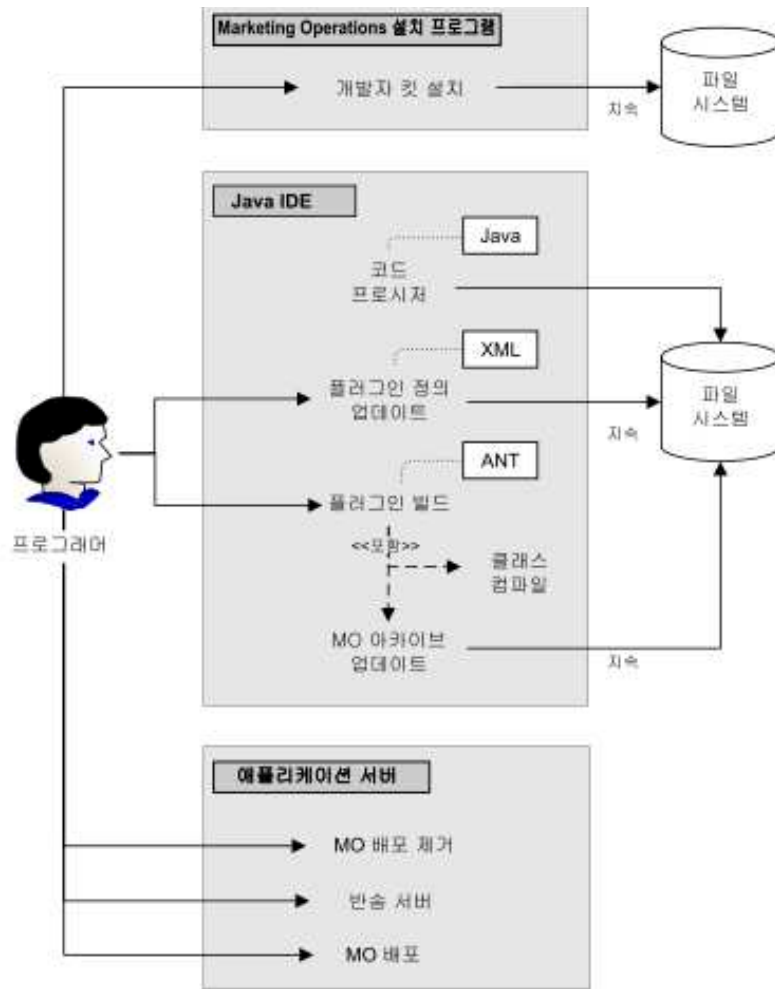 Marketing Operations 설치 프로그램
개발자 킷 설치
지속
파일
시스템
Java IDE
Java
코드
프로시저
XML
플러그인 정의
업데이트
지속
파일
시스템
ANT
플러그인 빌드
<<포함>>
클래스
컴파일
MO 아카이브
업데이트
지속
프로그래머
애플리케이션 서버
MO 배포 제거
반송 서버
MO 배포